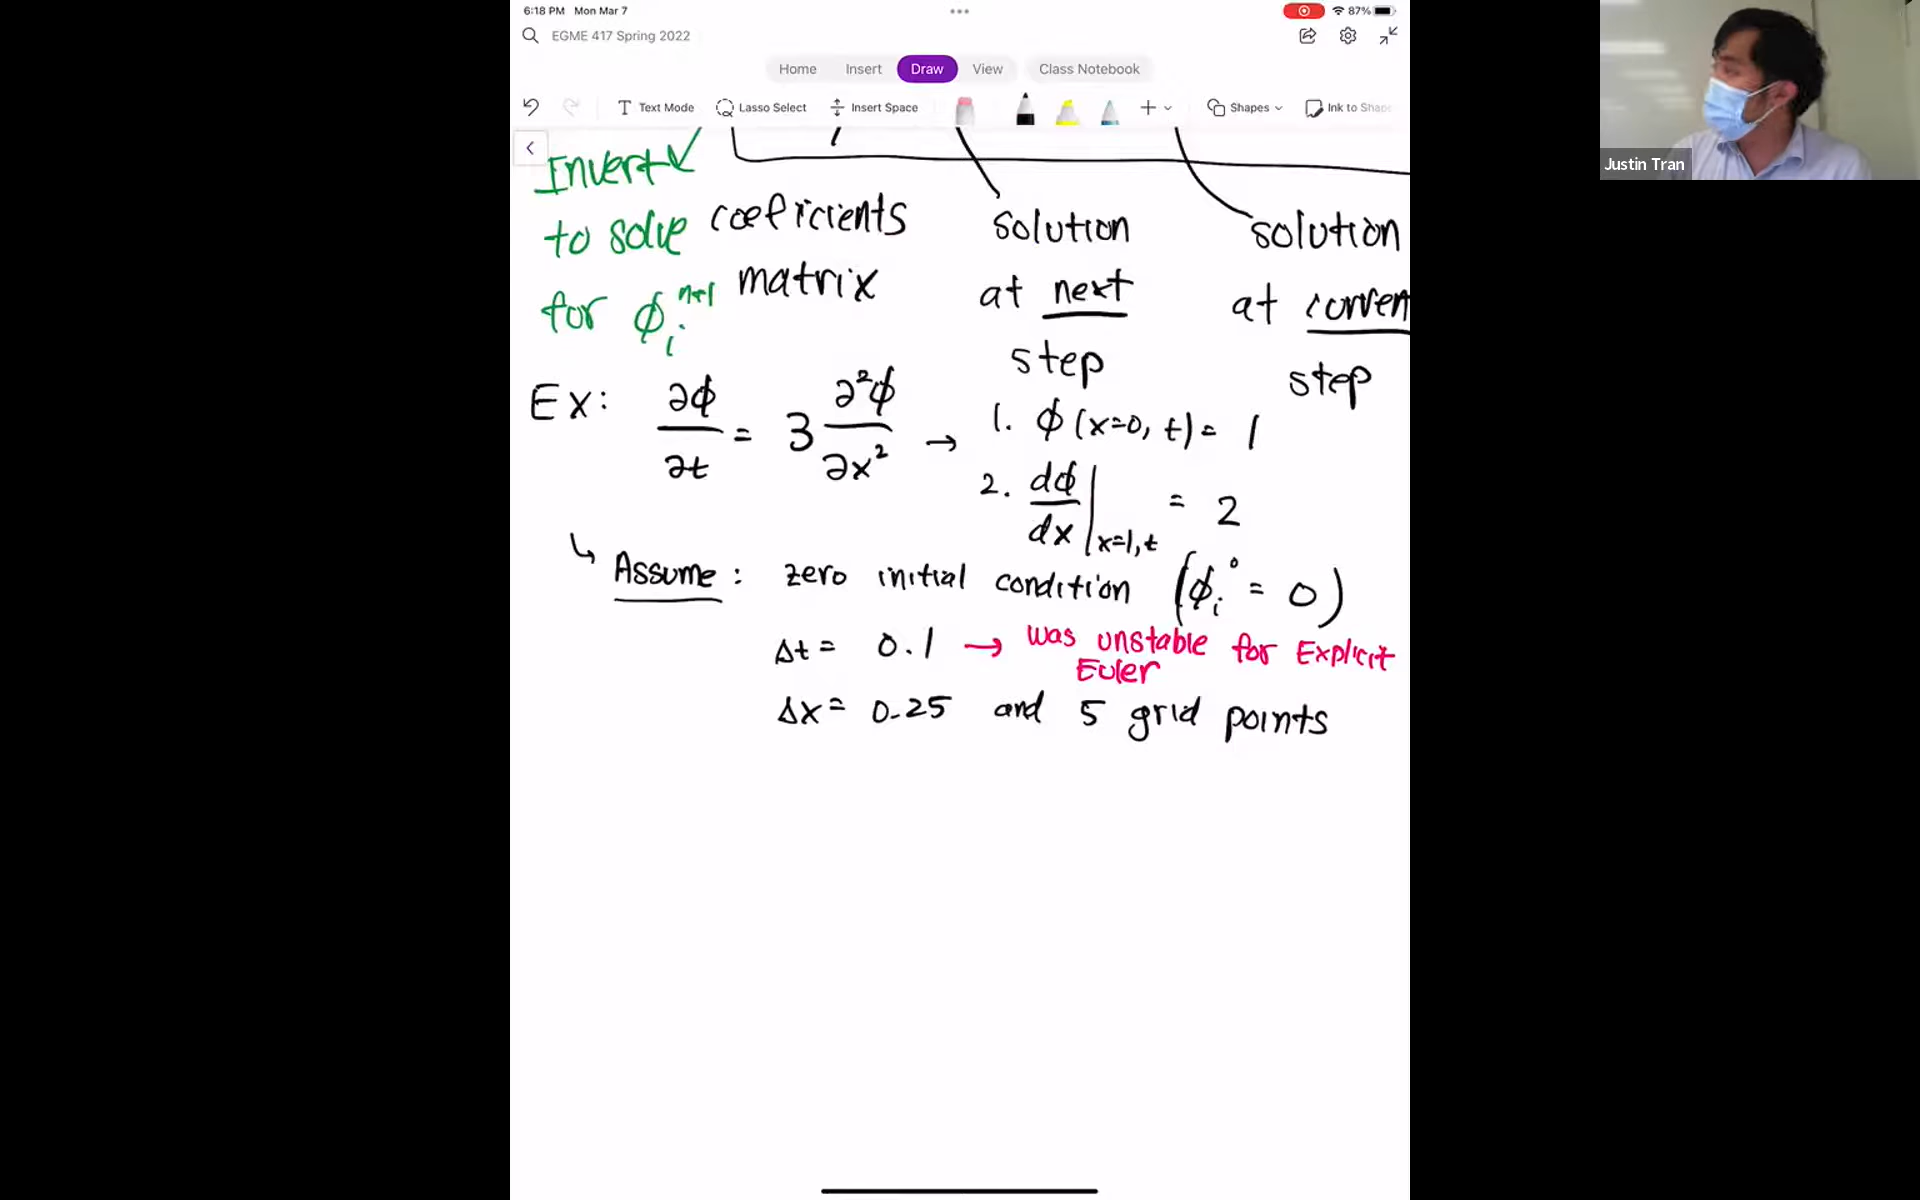 6:18 PM Mon Mar 7
87%
EGME 417 Spring 2022
Home Insert Draw View Class Notebook
Text Mode Lasso Select Insert Space Shapes Ink to Shape
Justin Tran
Invert
to solve
for ϕᵢⁿ⁺¹
coefficients
matrix
solution
at next
step
solution
at curren
step
Ex: ∂ϕ/∂t = 3 ∂²ϕ/∂x² →
1. ϕ(x=0, t) = 1
2. dϕ/dx |x=1,t = 2
↳ Assume: zero initial condition (ϕᵢ⁰ = 0)
Δt = 0.1 → was unstable for Explicit
Euler
Δx = 0.25 and 5 grid points